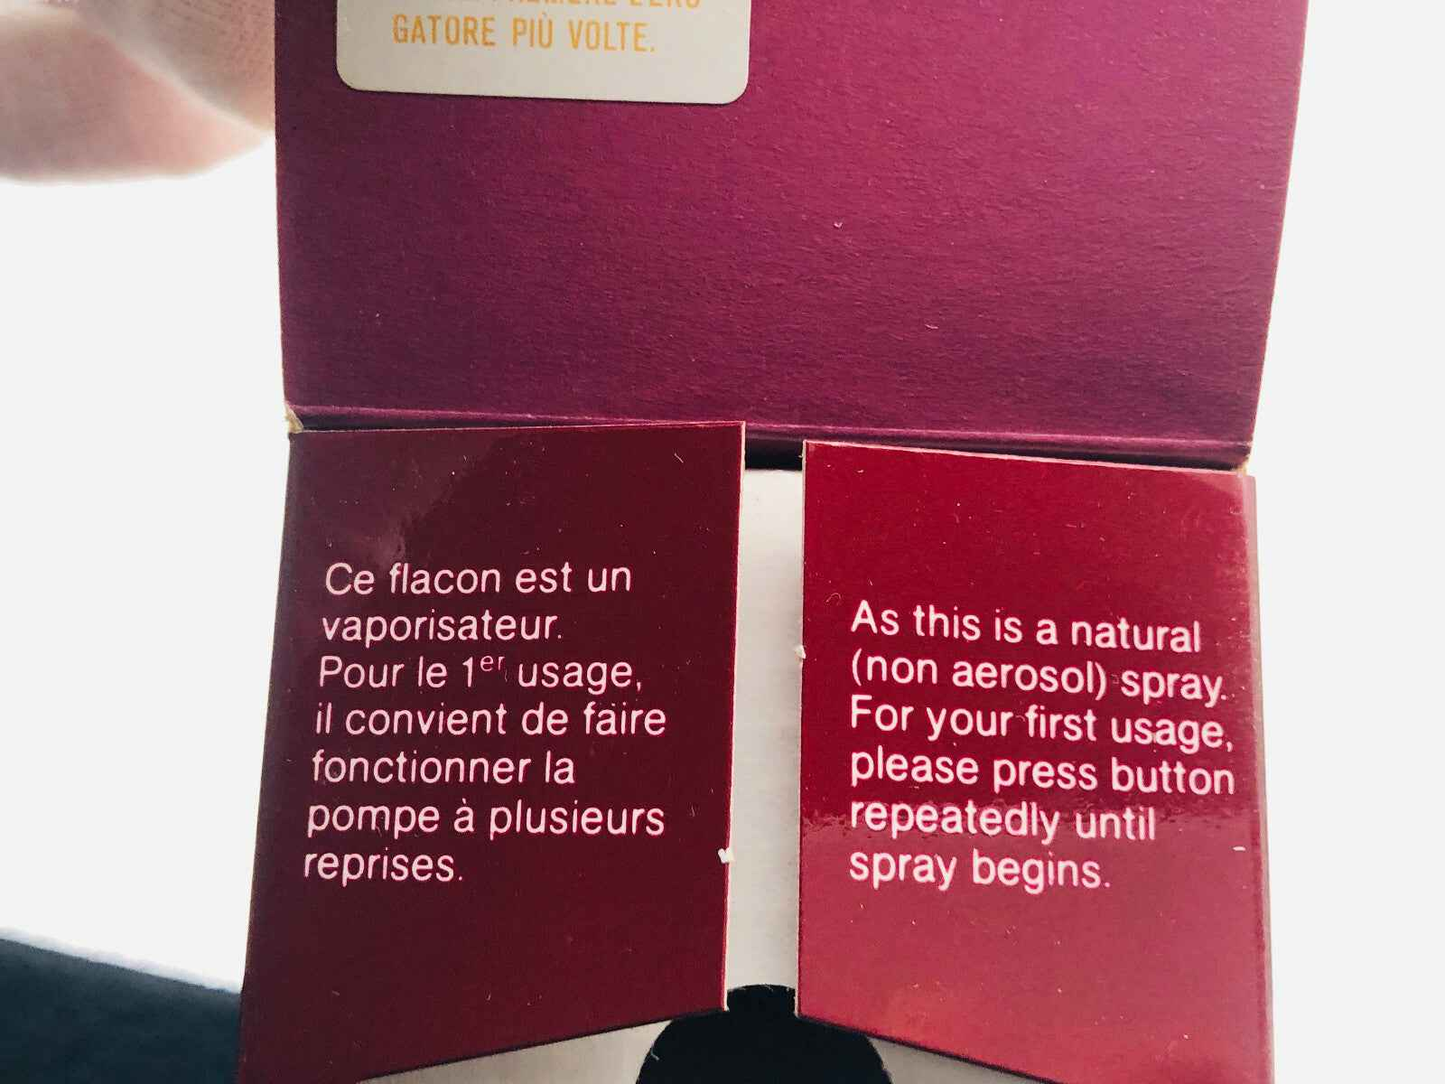 GATORE PIÙ VOLTE.
Ce flacon est un
vaporisateur.
Pour le 1er usage,
il convient de faire
fonctionner la
pompe à plusieurs
reprises.
As this is a natural
(non aerosol) spray.
For your first usage,
please press button
repeatedly until
spray begins.